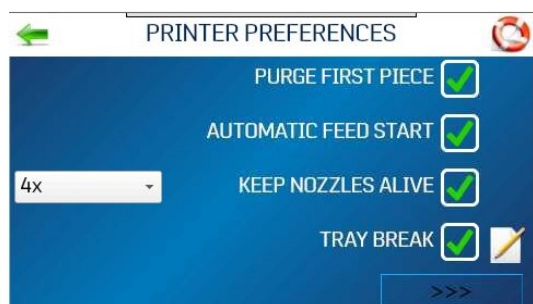 PRINTER PREFERENCES
PURGE FIRST PIECE
AUTOMATIC FEED START
4x KEEP NOZZLES ALIVE
TRAY BREAK
>>>